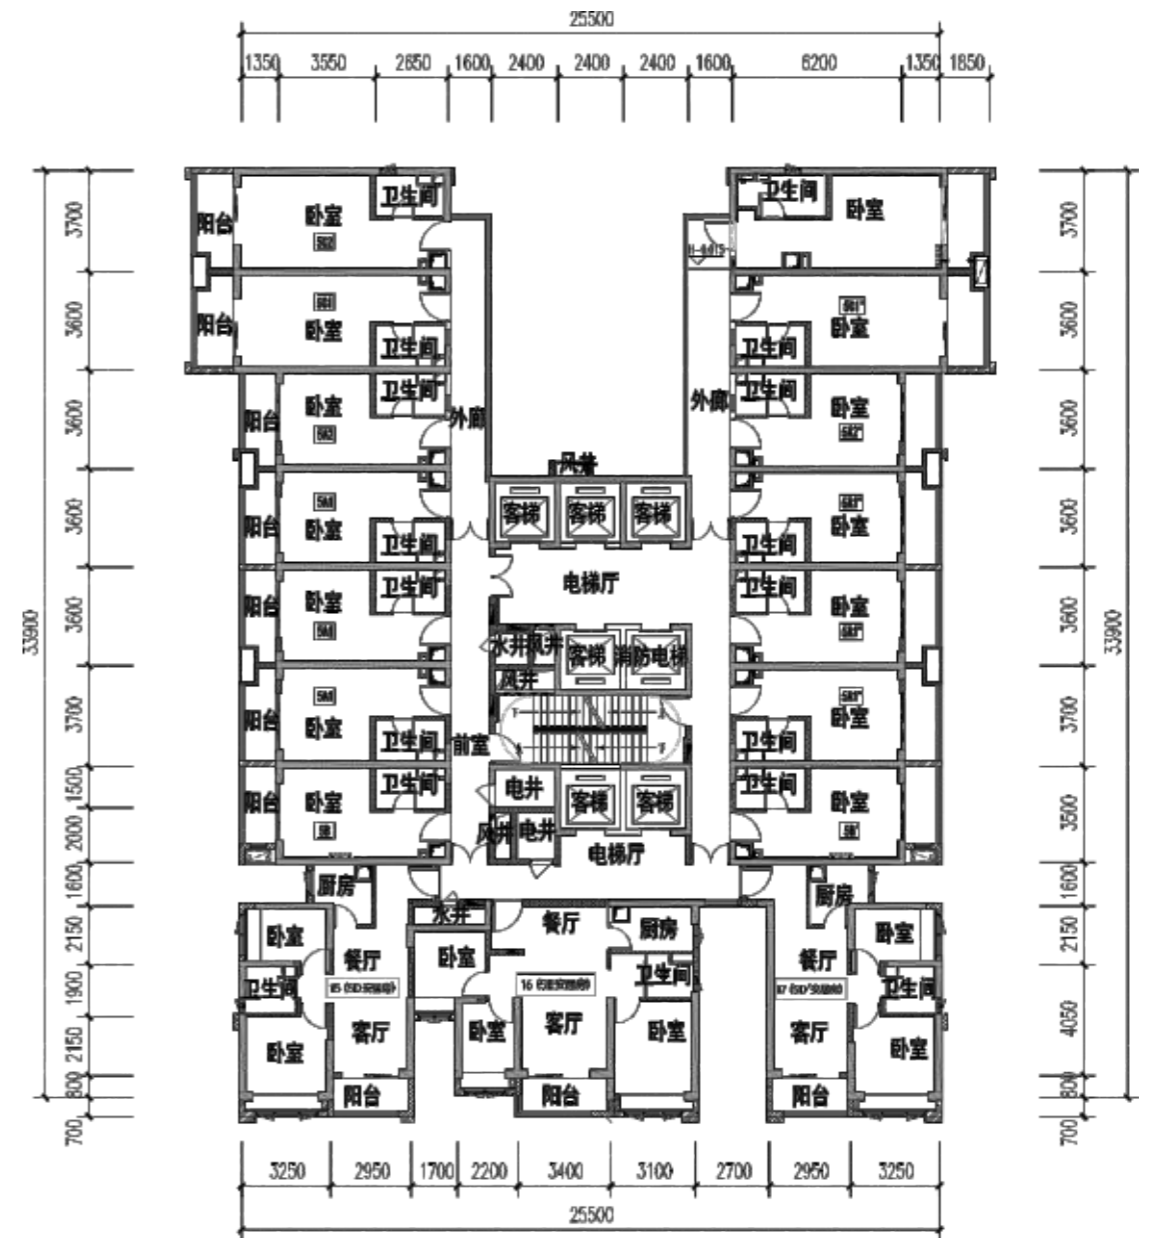 25500
1350 3550 2650 1600 2400 2400 2400 1600 6200 1350 1850
卫生间 卫生间
阳台 卧室 卧室
3700 3700
阳台 卧室 卧室
3600 3600
卫生间 卫生间
卫生间 卫生间
阳台 卧室 外廊 外廊 卧室
3600 3600
风井
客梯 客梯 客梯
阳台 卧室 卧室
3600 3600
卫生间 卫生间
电梯厅
卫生间 卫生间
阳台 卧室 卧室
3600 3600
33900 33900
水井 风井 客梯 消防电梯
风井
阳台 卧室 卧室
3700 3700
卫生间 前室 卫生间
卫生间 电井 卫生间
1500
阳台 卧室 客梯 客梯 卧室
3500
2000 风井 电井
电梯厅
1600 厨房 厨房 1600
水井 餐厅 厨房
2150 卧室 卧室 卧室 2150
餐厅 餐厅
1900 卫生间 卫生间 卫生间
客厅 卧室 客厅 卧室 客厅
2150 卧室 卧室 4050
800 阳台 阳台 阳台 800
700 700
3250 2950 1700 2200 3400 3100 2700 2950 3250
25500